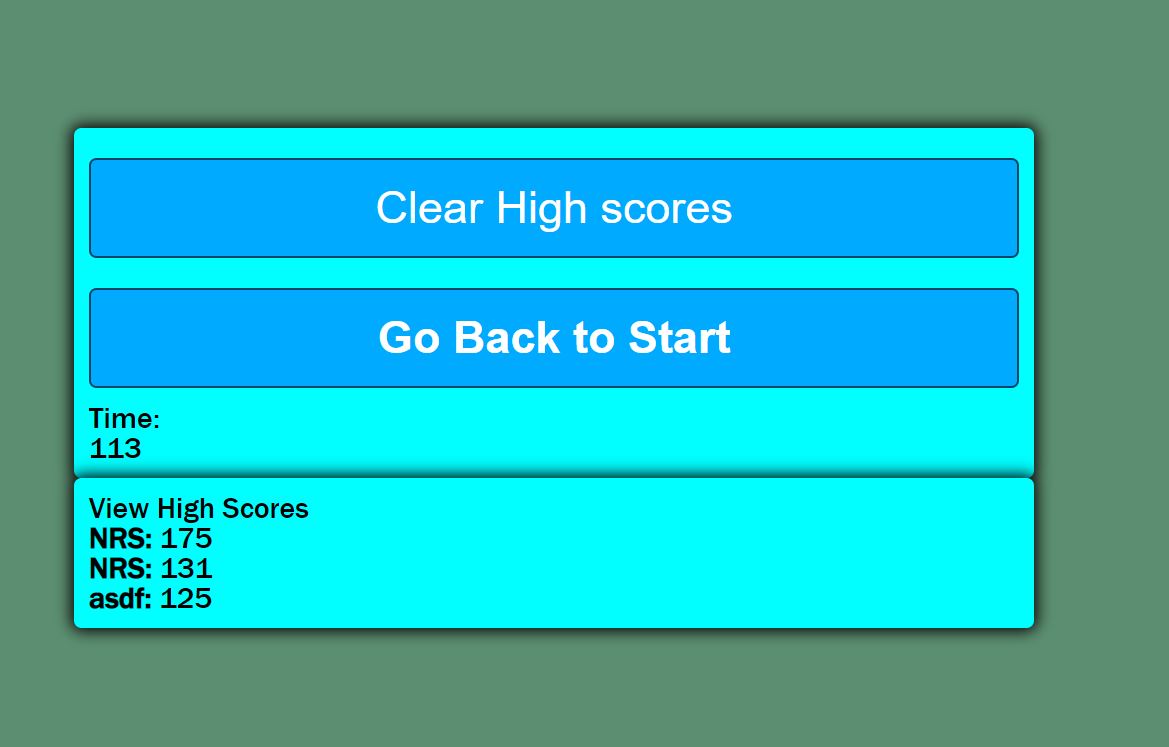 Clear High scores
Go Back to Start
Time:
113
View High Scores
NRS: 175
NRS: 131
asdf: 125